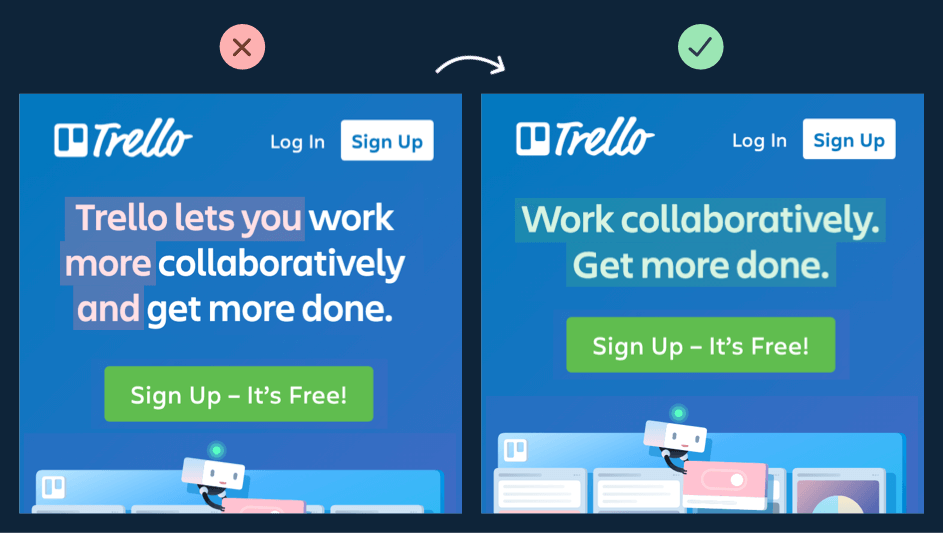 Trello
Log In
Sign Up
Trello lets you work
more collaboratively
and get more done.
Sign Up – It's Free!
Trello
Log In
Sign Up
Work collaboratively.
Get more done.
Sign Up – It's Free!